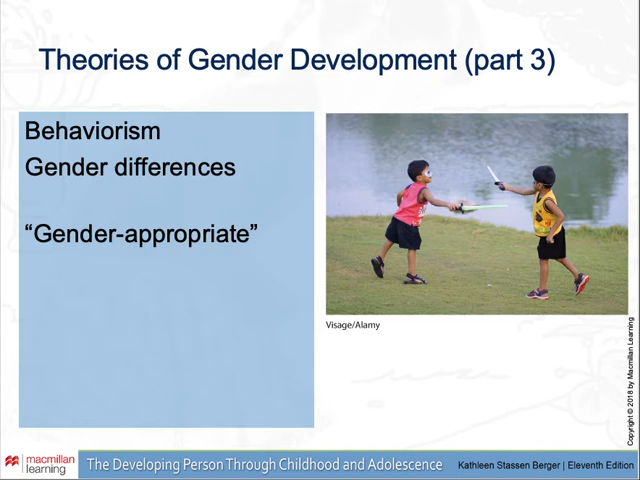 Theories of Gender Development (part 3)
Behaviorism
Gender differences
“Gender-appropriate”
Visage/Alamy
Copyright © 2018 by Macmillan Learning
macmillan
learning
The Developing Person Through Childhood and Adolescence
Kathleen Stassen Berger | Eleventh Edition